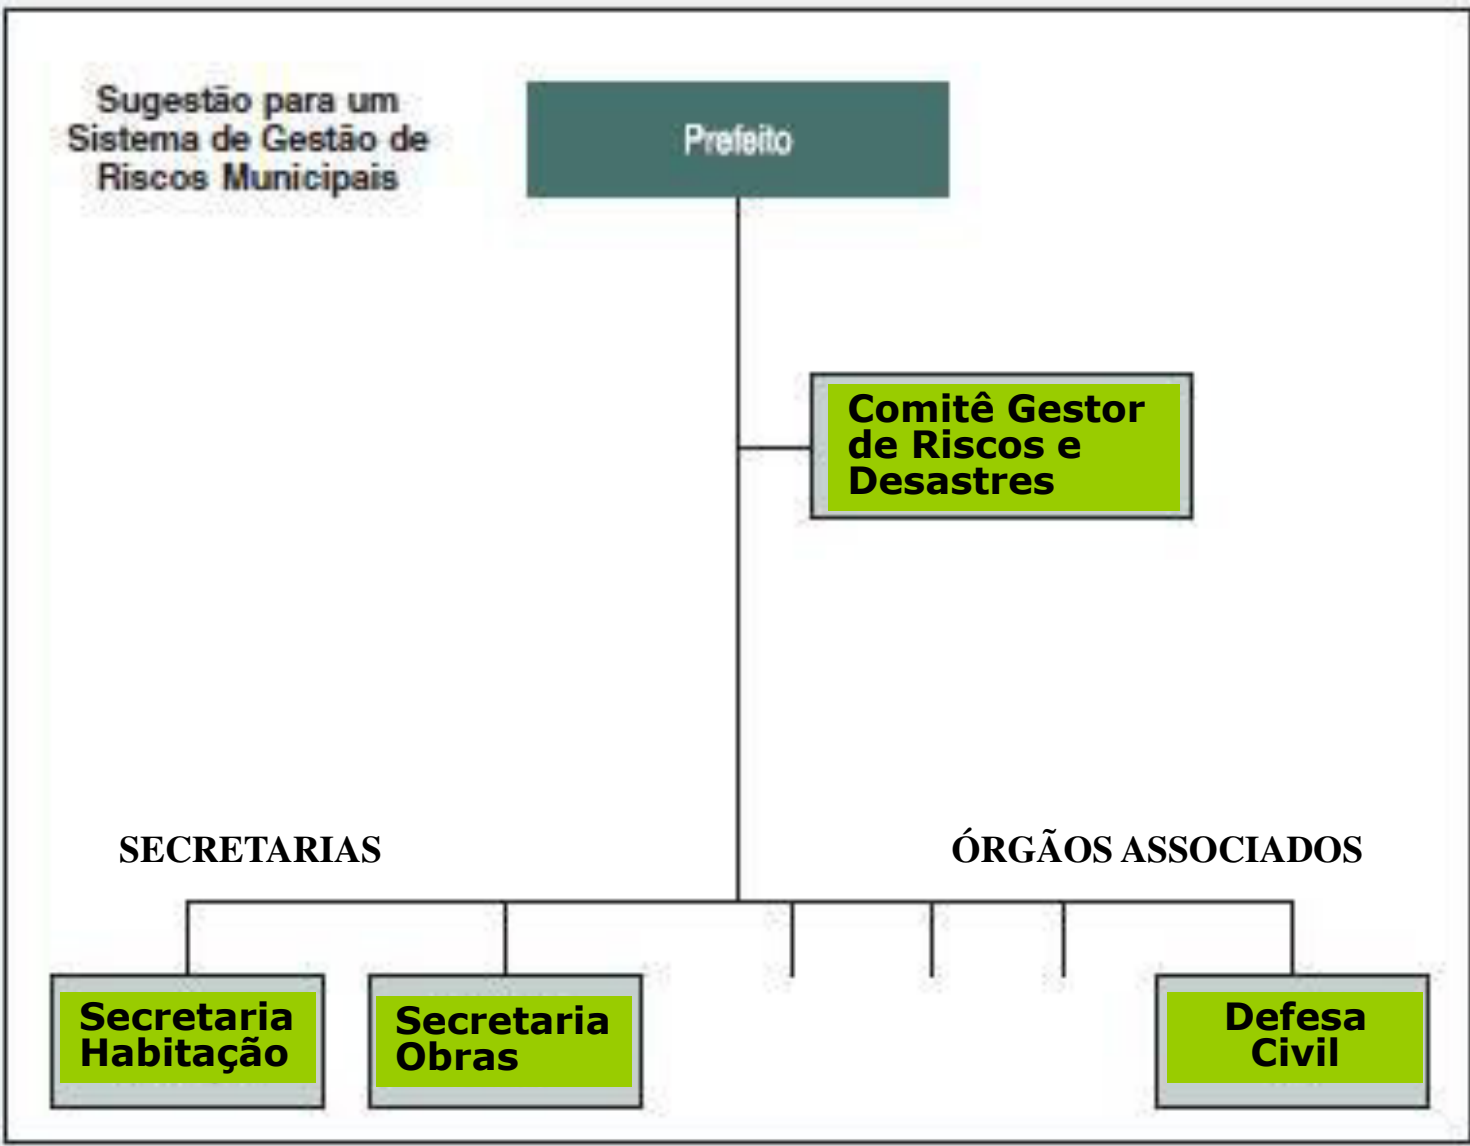 Sugestão para um
Sistema de Gestão de
Riscos Municipais
Prefeito
Comitê Gestor
de Riscos e
Desastres
SECRETARIAS
ÓRGÃOS ASSOCIADOS
Secretaria
Habitação
Secretaria
Obras
Defesa
Civil